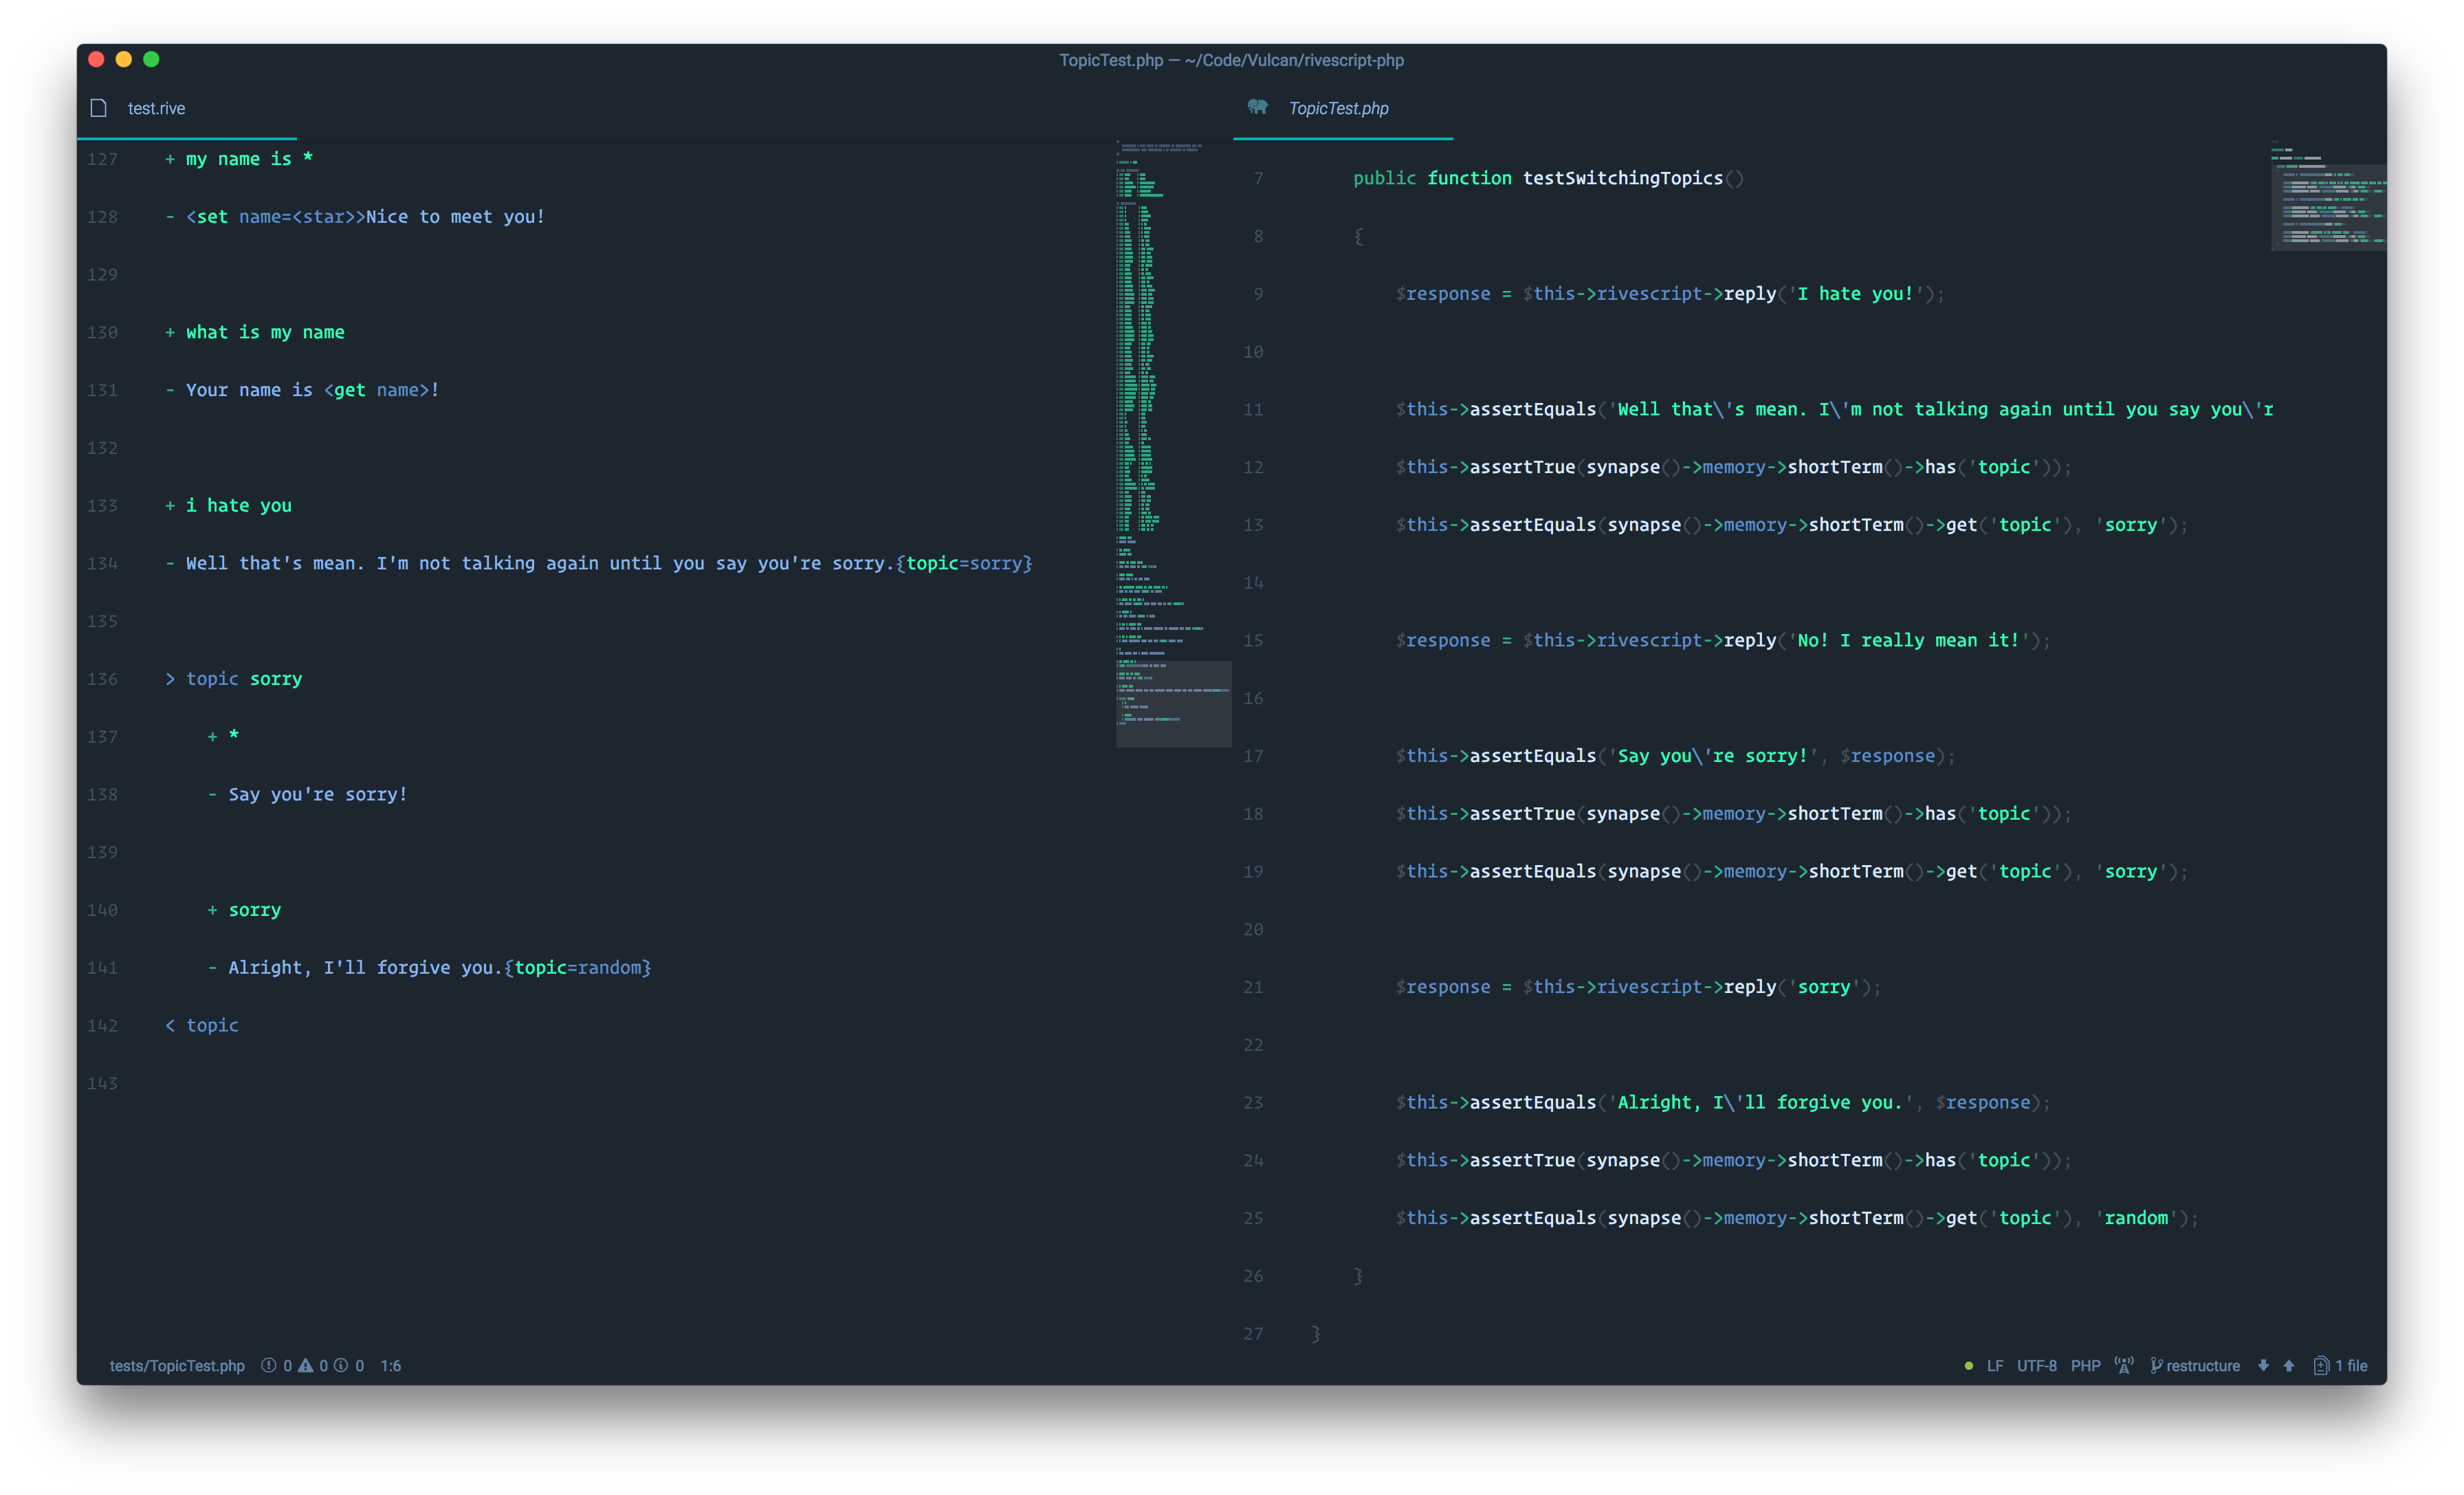 TopicTest.php — ~/Code/Vulcan/rivescript-php
test.rive
127 + my name is *
128 - <set name=<star>>Nice to meet you!
129
130 + what is my name
131 - Your name is <get name>!
132
133 + i hate you
134 - Well that's mean. I'm not talking again until you say you're sorry.{topic=sorry}
135
136 > topic sorry
137 + *
138 - Say you're sorry!
139
140 + sorry
141 - Alright, I'll forgive you.{topic=random}
142 < topic
143
TopicTest.php
7 public function testSwitchingTopics()
8 {
9 $response = $this->rivescript->reply('I hate you!');
10
11 $this->assertEquals('Well that\'s mean. I\'m not talking again until you say you\'r
12 $this->assertTrue(synapse()->memory->shortTerm()->has('topic'));
13 $this->assertEquals(synapse()->memory->shortTerm()->get('topic'), 'sorry');
14
15 $response = $this->rivescript->reply('No! I really mean it!');
16
17 $this->assertEquals('Say you\'re sorry!', $response);
18 $this->assertTrue(synapse()->memory->shortTerm()->has('topic'));
19 $this->assertEquals(synapse()->memory->shortTerm()->get('topic'), 'sorry');
20
21 $response = $this->rivescript->reply('sorry');
22
23 $this->assertEquals('Alright, I\'ll forgive you.', $response);
24 $this->assertTrue(synapse()->memory->shortTerm()->has('topic'));
25 $this->assertEquals(synapse()->memory->shortTerm()->get('topic'), 'random');
26 }
27 }
tests/TopicTest.php 0 0 0 1:6 LF UTF-8 PHP restructure 1 file